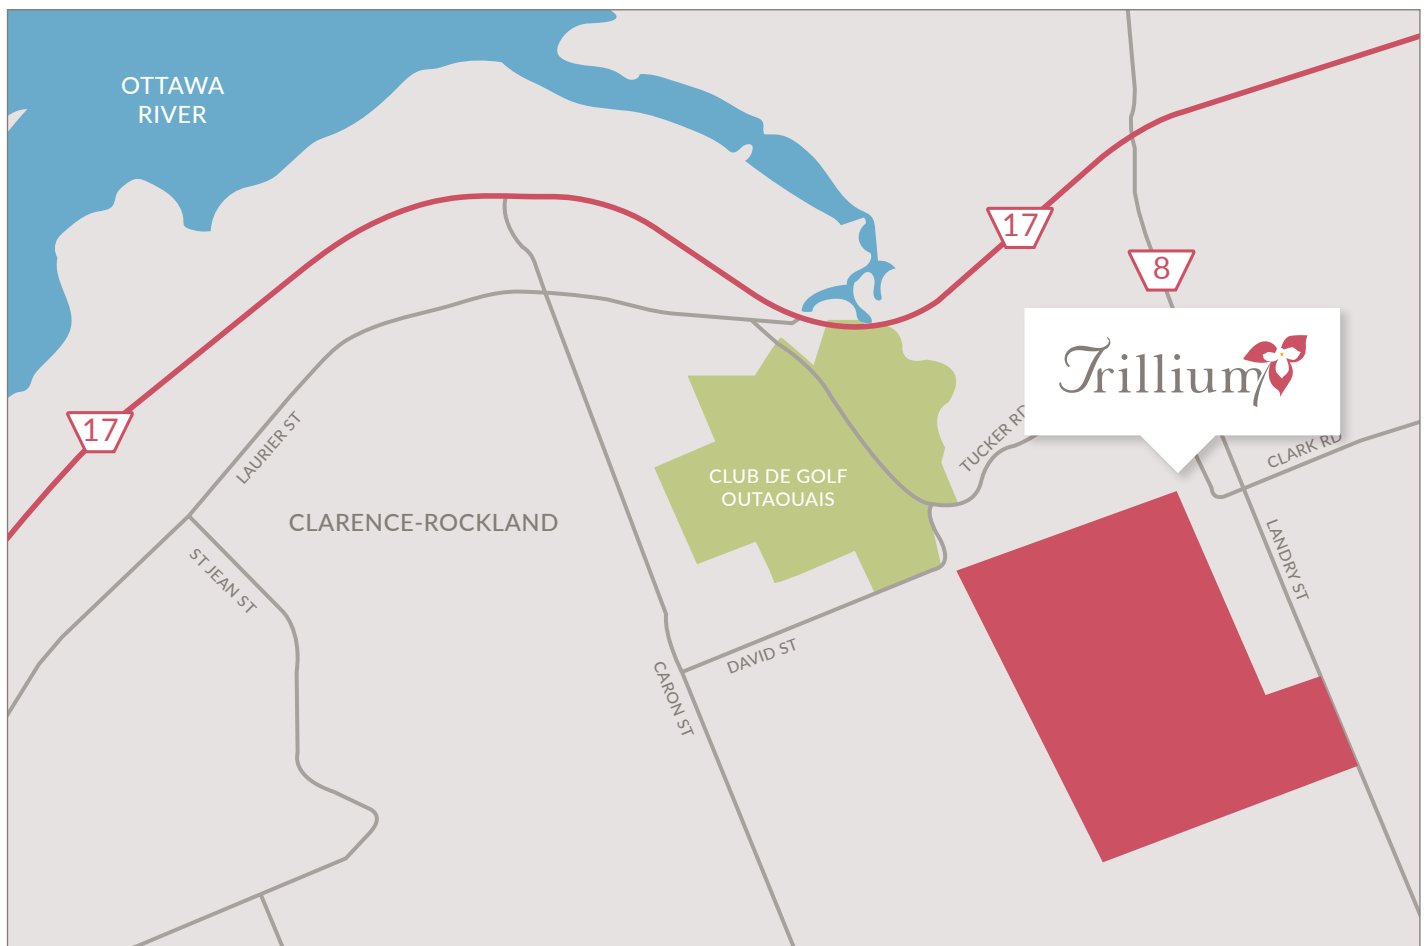 OTTAWA
RIVER
17
8
Trillium
17
LAURIER ST
TUCKER RD
CLARK RD
CLUB DE GOLF
OUTAOUAIS
CLARENCE-ROCKLAND
ST JEAN ST
LANDRY ST
DAVID ST
CARON ST